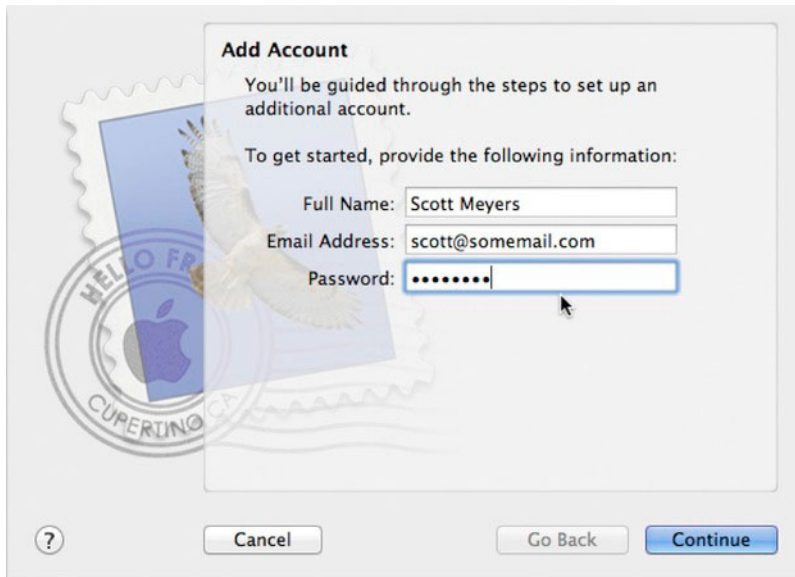 Add Account
You'll be guided through the steps to set up an
additional account.
To get started, provide the following information:
Full Name: Scott Meyers
Email Address: scott@somemail.com
Password: ••••••••
HELLO FR
CUPERTINO CA
? Cancel Go Back Continue